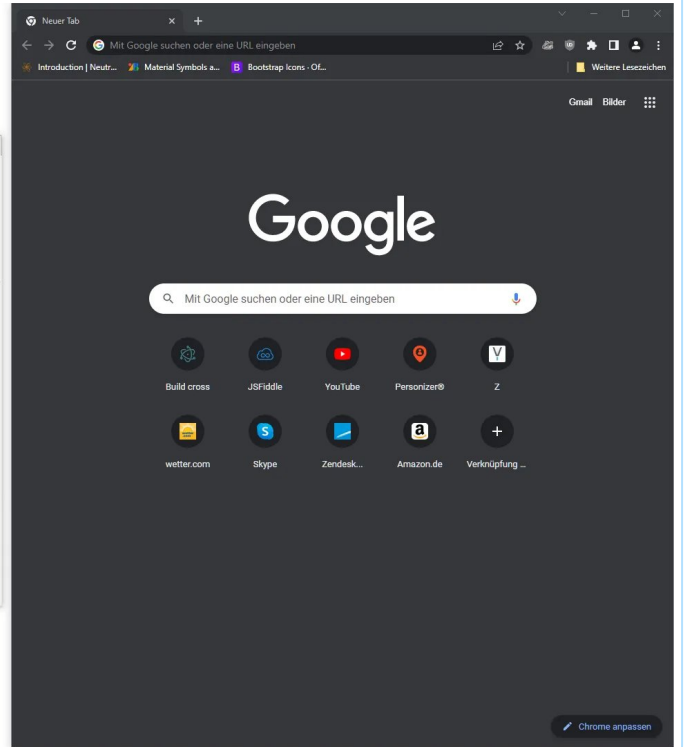 Neuer Tab
Mit Google suchen oder eine URL eingeben
Introduction | Neutr... Material Symbols a... B Bootstrap Icons - Of... Weitere Lesezeichen
Gmail Bilder
Google
Mit Google suchen oder eine URL eingeben
Build cross JSFiddle YouTube Personizer® Z
wetter.com Skype Zendesk... Amazon.de Verknüpfung ...
Chrome anpassen